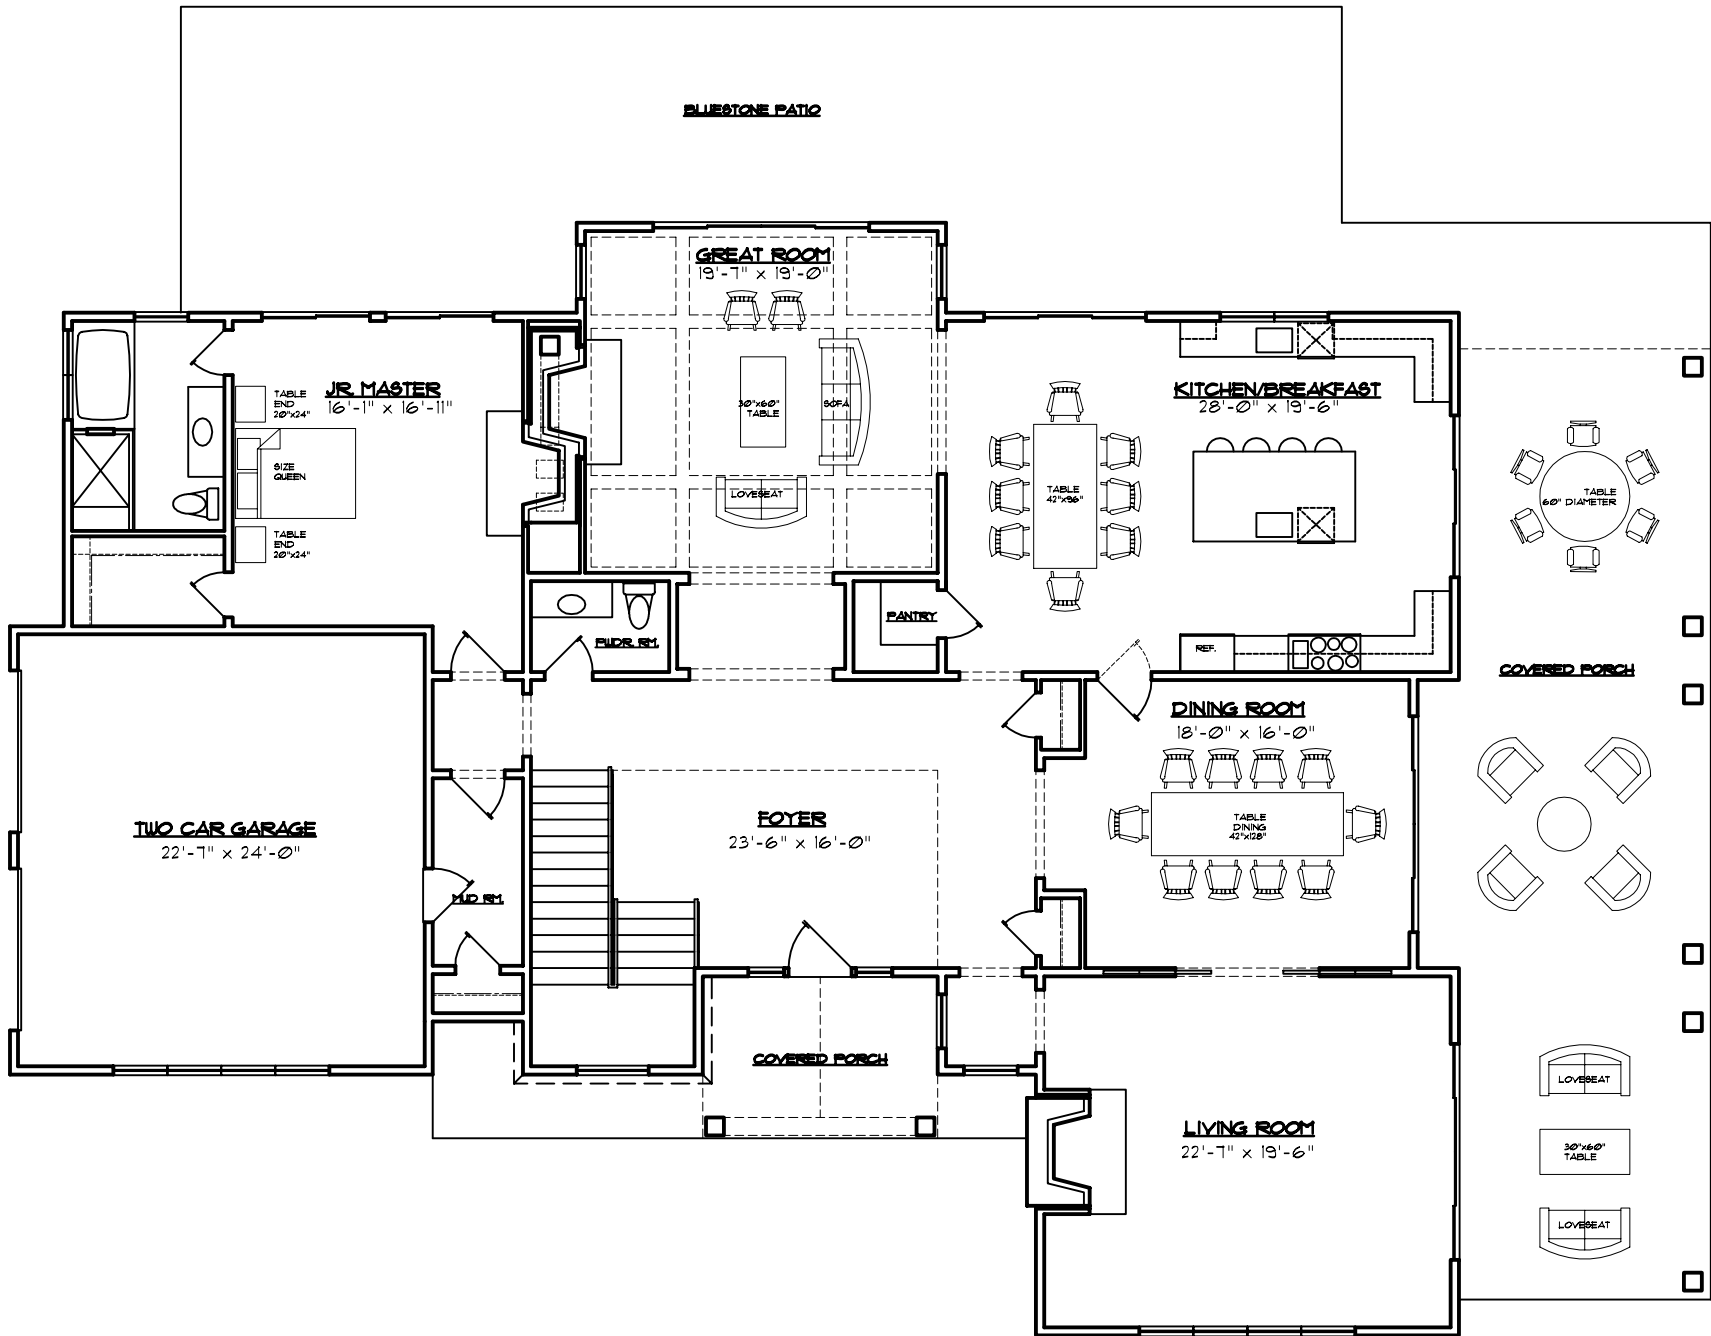 BLUESTONE PATIO
GREAT ROOM
19'-7" x 19'-0"
JR. MASTER
16'-1" x 16'-11"
TABLE
END
20"x24"
SIZE
QUEEN
TABLE
END
20"x24"
30"x60"
TABLE
SOFA
LOVESEAT
KITCHEN/BREAKFAST
28'-0" x 19'-6"
TABLE
42"x96"
TABLE
60" DIAMETER
PANTRY
PWDR RM.
REF.
COVERED PORCH
DINING ROOM
18'-0" x 16'-0"
TABLE
DINING
42"x128"
FOYER
23'-6" x 16'-0"
TWO CAR GARAGE
22'-7" x 24'-0"
MUD RM.
COVERED PORCH
LIVING ROOM
22'-7" x 19'-6"
LOVESEAT
30"x60"
TABLE
LOVESEAT